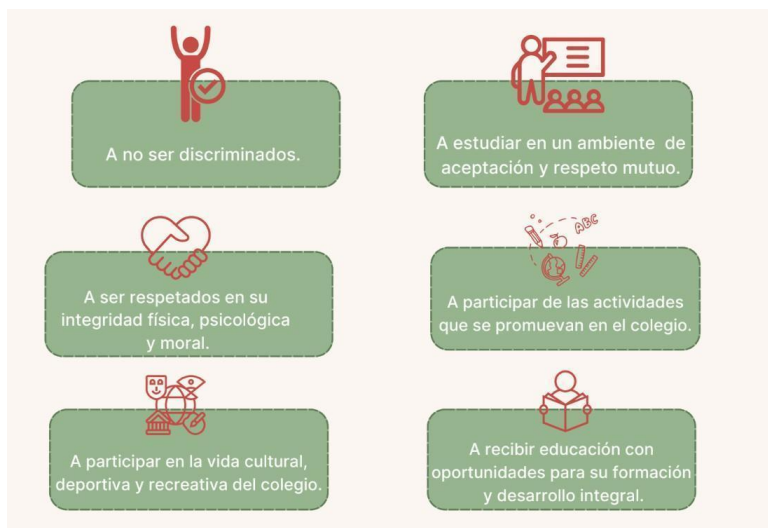 A no ser discriminados.
A estudiar en un ambiente de
aceptación y respeto mutuo.
A ser respetados en su
integridad física, psicológica
y moral.
ABC
A participar de las actividades
que se promuevan en el colegio.
A participar en la vida cultural,
deportiva y recreativa del colegio.
A recibir educación con
oportunidades para su formación
y desarrollo integral.